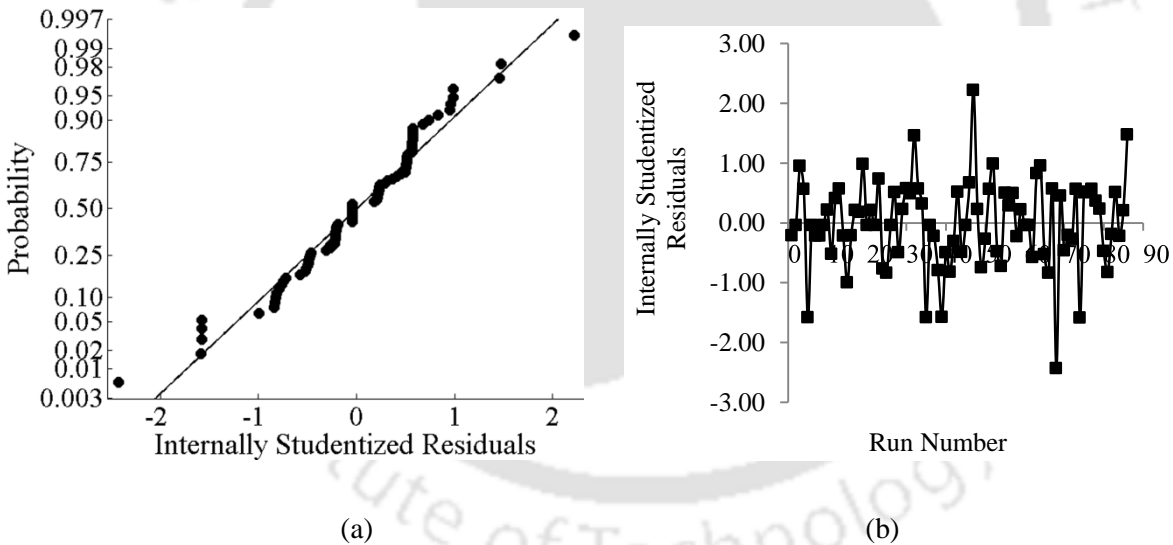 0.997
0.99
0.98
0.95
0.90
0.75
0.50
0.25
0.10
0.05
0.02
0.01
0.003
Probability
-2 -1 0 1 2
Internally Studentized Residuals
(a)
3.00
2.00
1.00
0.00
-1.00
-2.00
-3.00
Internally Studentized
Residuals
0 10 20 30 40 50 60 70 80 90
Run Number
(b)
ute of Technology